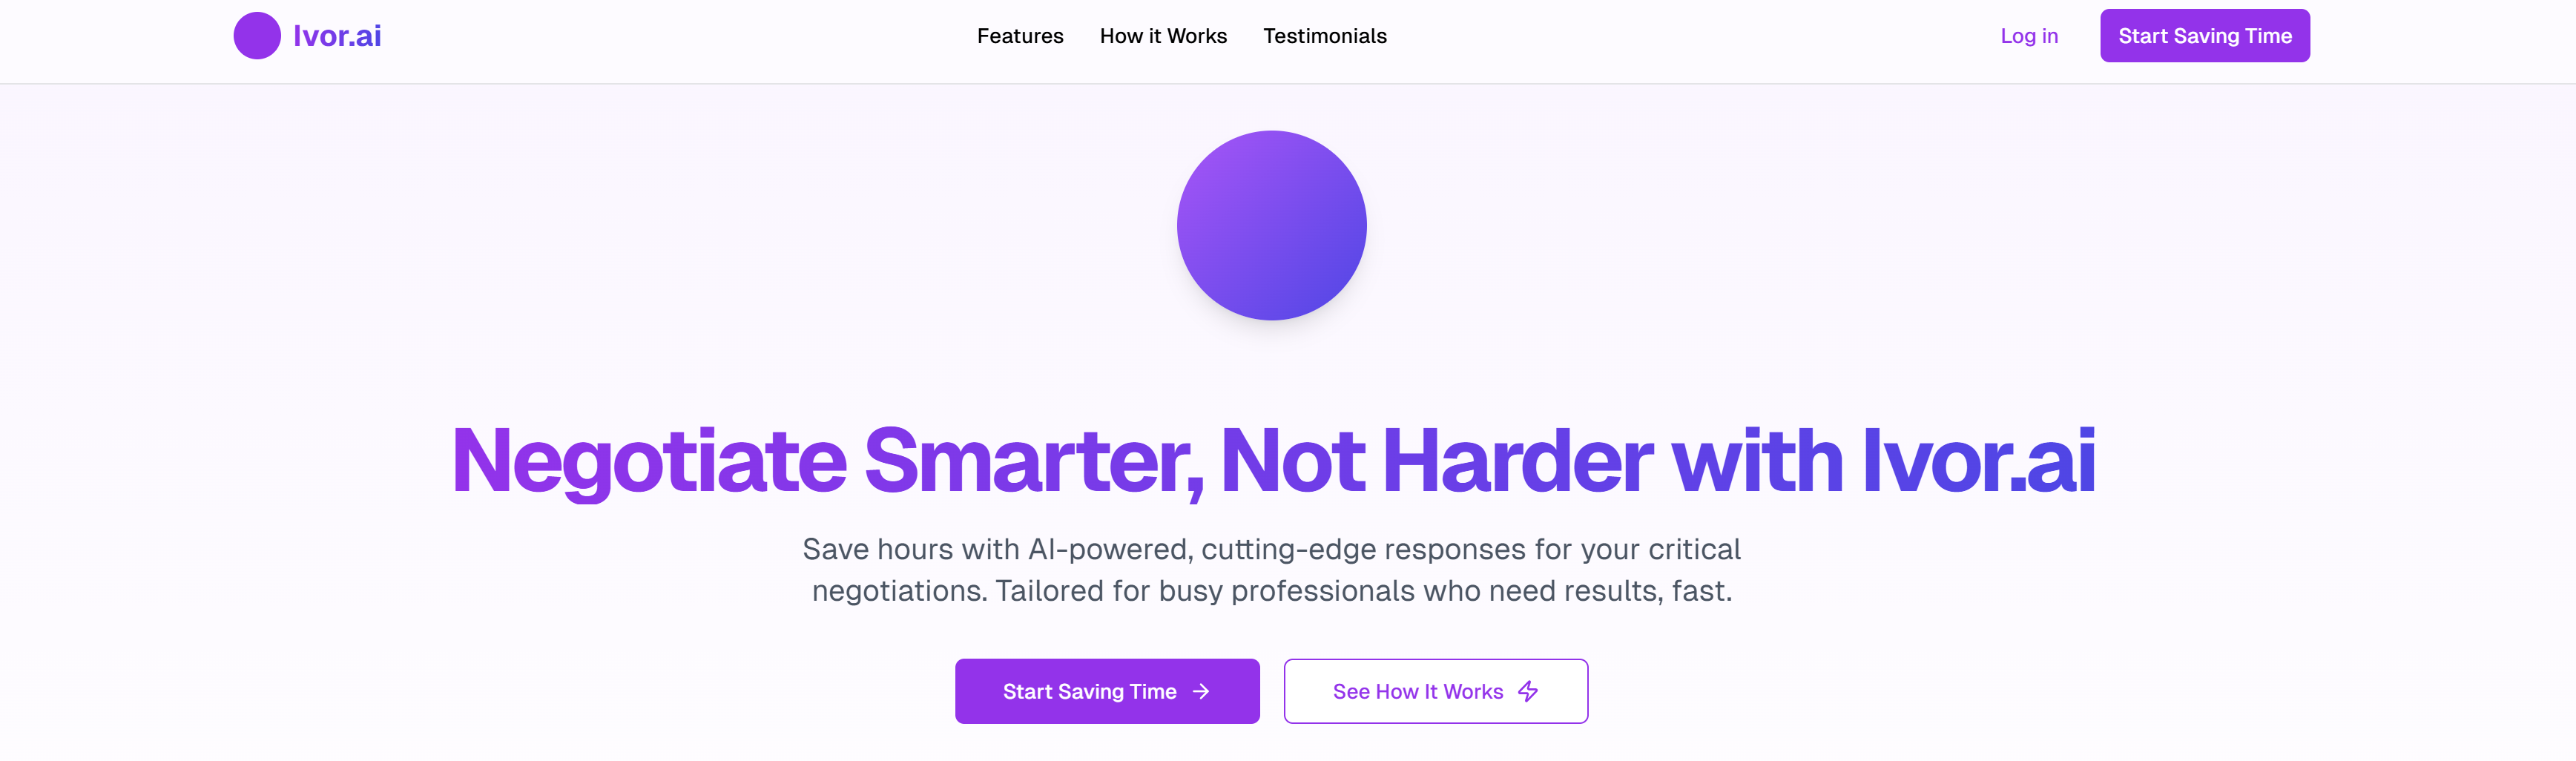 Ivor.ai
Features
How it Works
Testimonials
Log in
Start Saving Time
Negotiate Smarter, Not Harder with Ivor.ai
Save hours with AI-powered, cutting-edge responses for your critical
negotiations. Tailored for busy professionals who need results, fast.
Start Saving Time
See How It Works